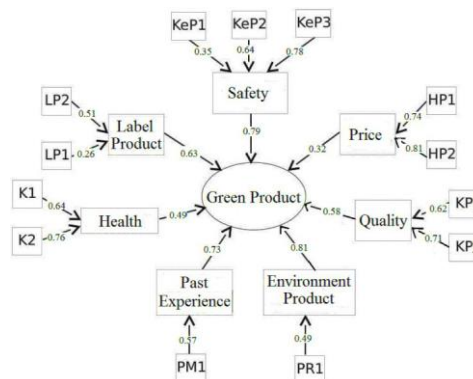 KeP1
KeP2
KeP3
0.35
0.64
0.78
Safety
LP2
0.51
Label
Product
LP1
0.26
HP1
0.74
Price
HP2
0.81
0.79
0.63
0.32
Green Product
K1
0.64
Health
K2
0.76
0.49
0.58
Quality
KP
0.62
KP
0.71
0.73
0.81
Past
Experience
Environment
Product
0.57
0.49
PM1
PR1